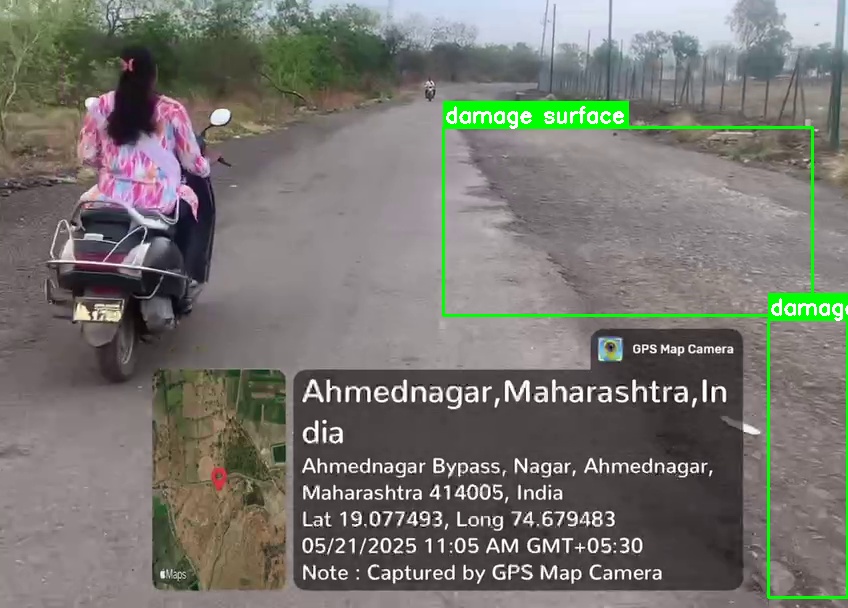 damage surface
damag
GPS Map Camera
Ahmednagar,Maharashtra,In
dia
Ahmednagar Bypass, Nagar, Ahmednagar,
Maharashtra 414005, India
Lat 19.077493, Long 74.679483
05/21/2025 11:05 AM GMT+05:30
Note : Captured by GPS Map Camera
Maps